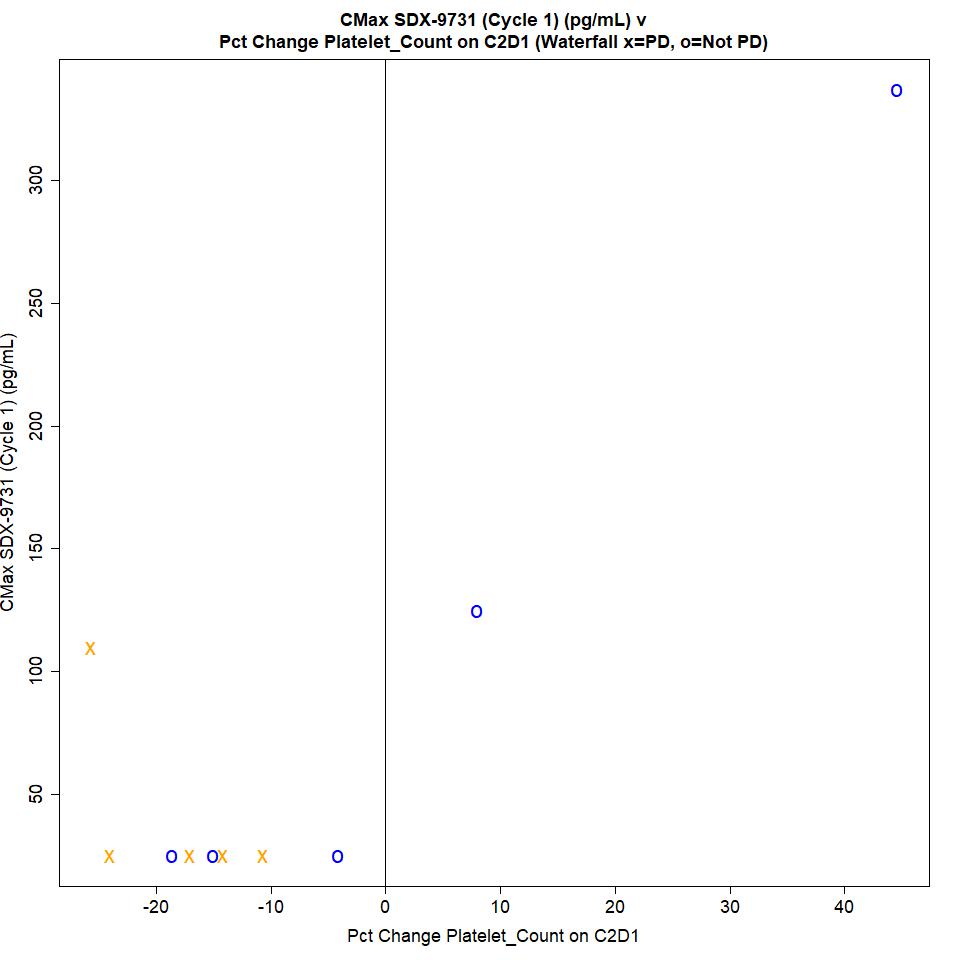 CMax SDX-9731 (Cycle 1) (pg/mL) v
Pct Change Platelet_Count on C2D1 (Waterfall x=PD, o=Not PD)
CMax SDX-9731 (Cycle 1) (pg/mL)
300
250
200
150
100
50
o
o
x
x
o
x
o
x
x
o
-20
-10
0
10
20
30
40
Pct Change Platelet_Count on C2D1